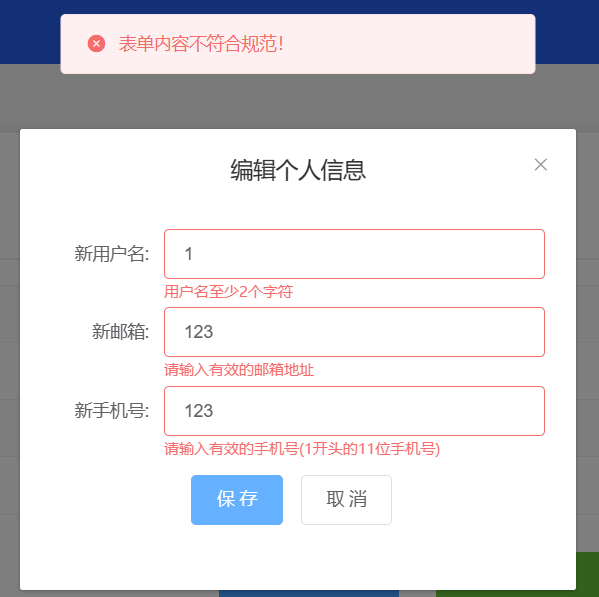 表单内容不符合规范!
编辑个人信息
新用户名: 1
用户名至少2个字符
新邮箱: 123
请输入有效的邮箱地址
新手机号: 123
请输入有效的手机号(1开头的11位手机号)
保存 取消